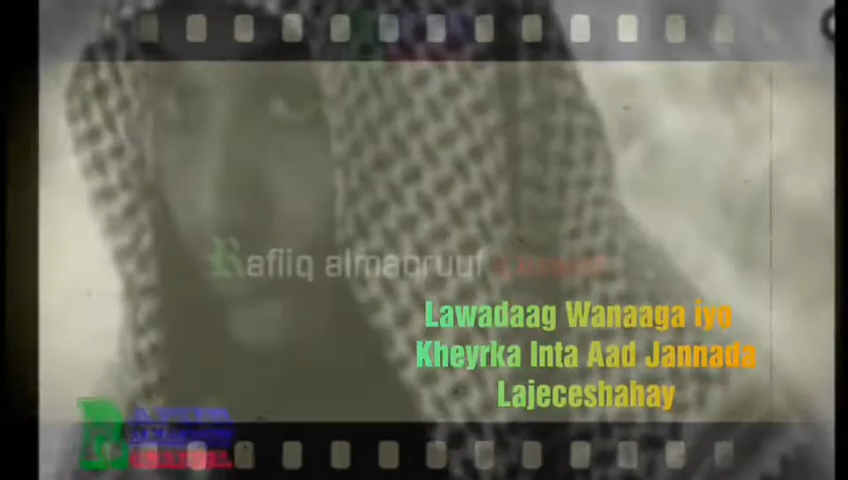 Rafiiq almabruuf
Lawadaag Wanaaga iyo
Kheyrka Inta Aad Jannada
Lajeceshahay